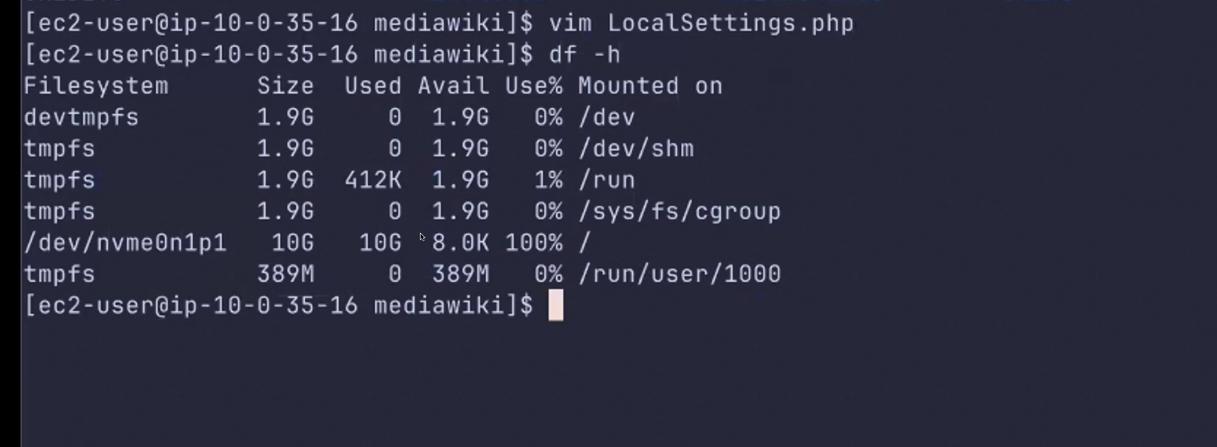 [ec2-user@ip-10-0-35-16 mediawiki]$ vim LocalSettings.php
[ec2-user@ip-10-0-35-16 mediawiki]$ df -h
Filesystem      Size  Used Avail Use% Mounted on
devtmpfs        1.9G     0  1.9G   0% /dev
tmpfs           1.9G     0  1.9G   0% /dev/shm
tmpfs           1.9G  412K  1.9G   1% /run
tmpfs           1.9G     0  1.9G   0% /sys/fs/cgroup
/dev/nvme0n1p1   10G   10G  8.0K 100% /
tmpfs           389M     0  389M   0% /run/user/1000
[ec2-user@ip-10-0-35-16 mediawiki]$